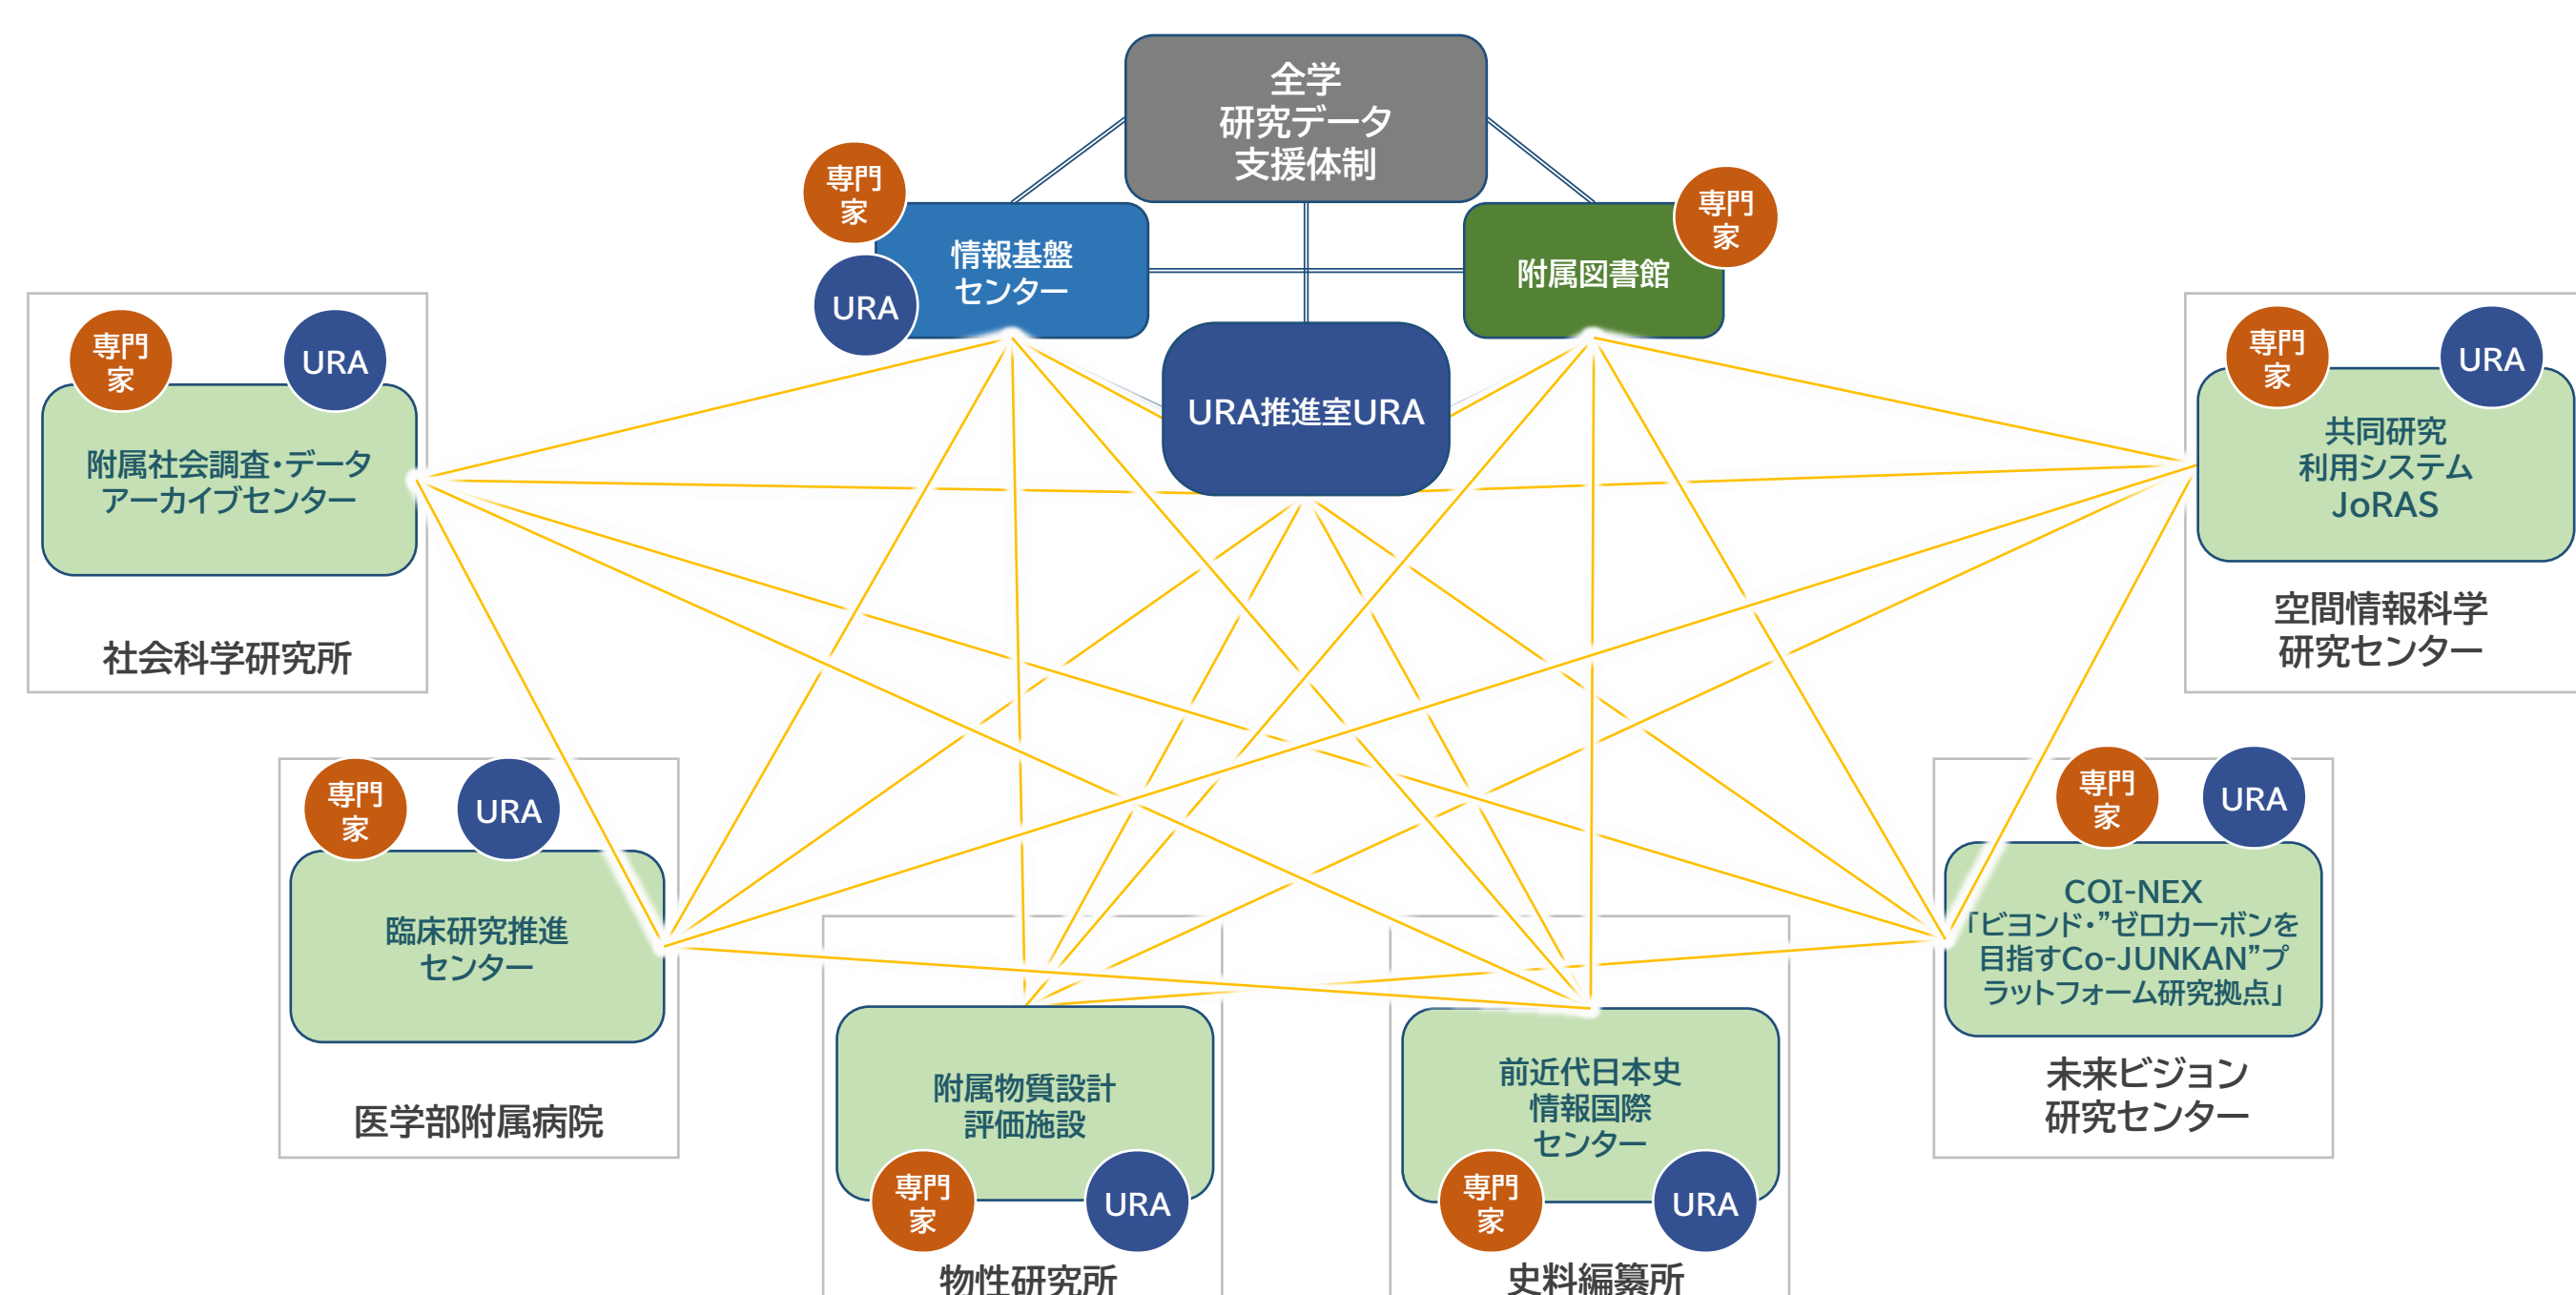 全学
研究データ
支援体制
専門
家
URA
情報基盤
センター
附属図書館
専門
家
URA推進室URA
専門
家
URA
附属社会調査・データ
アーカイブセンター
社会科学研究所
専門
家
URA
共同研究
利用システム
JoRAS
空間情報科学
研究センター
専門
家
URA
臨床研究推進
センター
医学部附属病院
専門
家
URA
COI-NEX
「ビヨンド・”ゼロカーボンを
目指すCo-JUNKAN”プ
ラットフォーム研究拠点」
未来ビジョン
研究センター
附属物質設計
評価施設
専門
家
URA
物性研究所
前近代日本史
情報国際
センター
専門
家
URA
史料編纂所